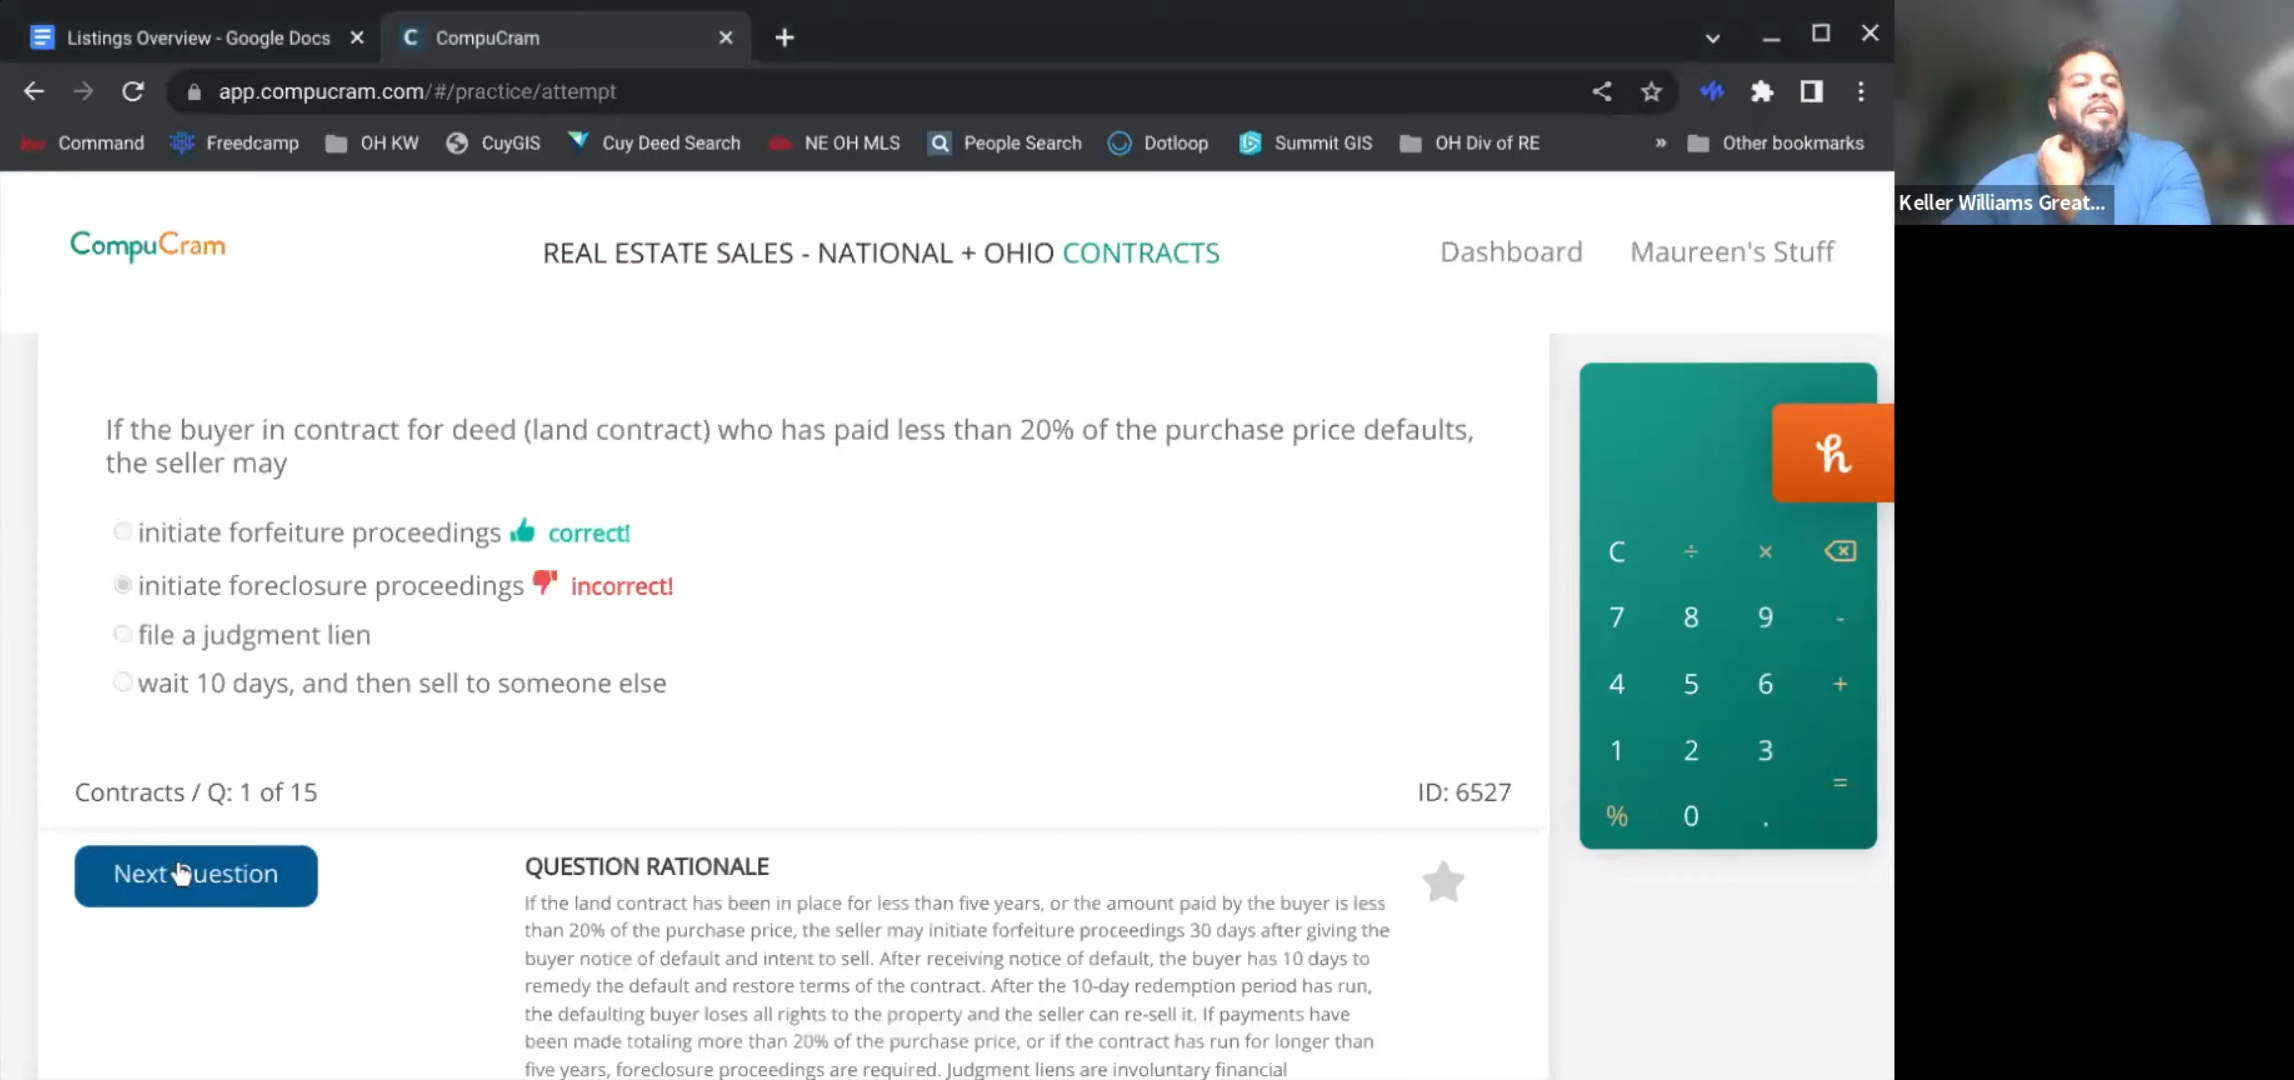 Listings Overview - Google Docs
CompuCram
app.compucram.com/#/practice/attempt
kw Command Freedcamp OH KW CuyGIS Cuy Deed Search NE OH MLS People Search Dotloop Summit GIS OH Div of RE » Other bookmarks
Keller Williams Great...
CompuCram
REAL ESTATE SALES - NATIONAL + OHIO CONTRACTS
Dashboard Maureen's Stuff
If the buyer in contract for deed (land contract) who has paid less than 20% of the purchase price defaults,
the seller may
initiate forfeiture proceedings correct!
initiate foreclosure proceedings incorrect!
file a judgment lien
wait 10 days, and then sell to someone else
Contracts / Q: 1 of 15
ID: 6527
Next Question
QUESTION RATIONALE
If the land contract has been in place for less than five years, or the amount paid by the buyer is less
than 20% of the purchase price, the seller may initiate forfeiture proceedings 30 days after giving the
buyer notice of default and intent to sell. After receiving notice of default, the buyer has 10 days to
remedy the default and restore terms of the contract. After the 10-day redemption period has run,
the defaulting buyer loses all rights to the property and the seller can re-sell it. If payments have
been made totaling more than 20% of the purchase price, or if the contract has run for longer than
five years, foreclosure proceedings are required. Judgment liens are involuntary financial
h
C ÷ ×
7 8 9 -
4 5 6 +
1 2 3
=
% 0 .